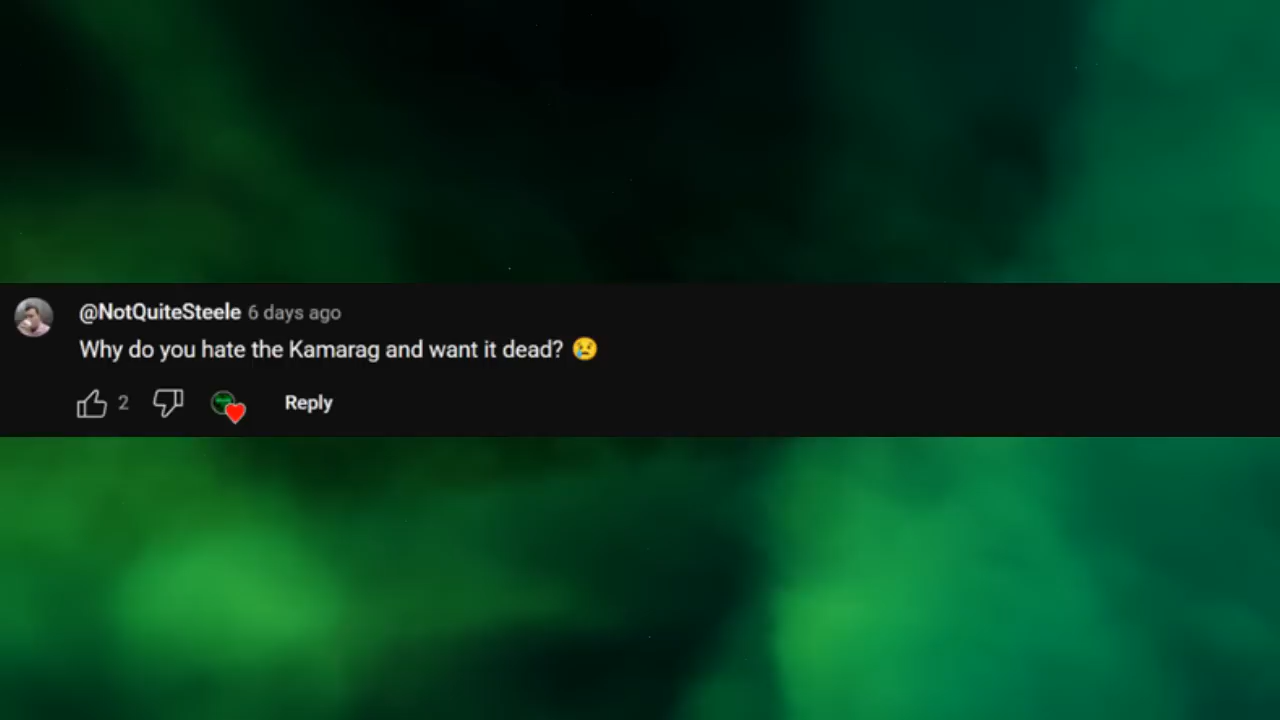 @NotQuiteSteele 6 days ago
Why do you hate the Kamarag and want it dead? 😢
2 Reply